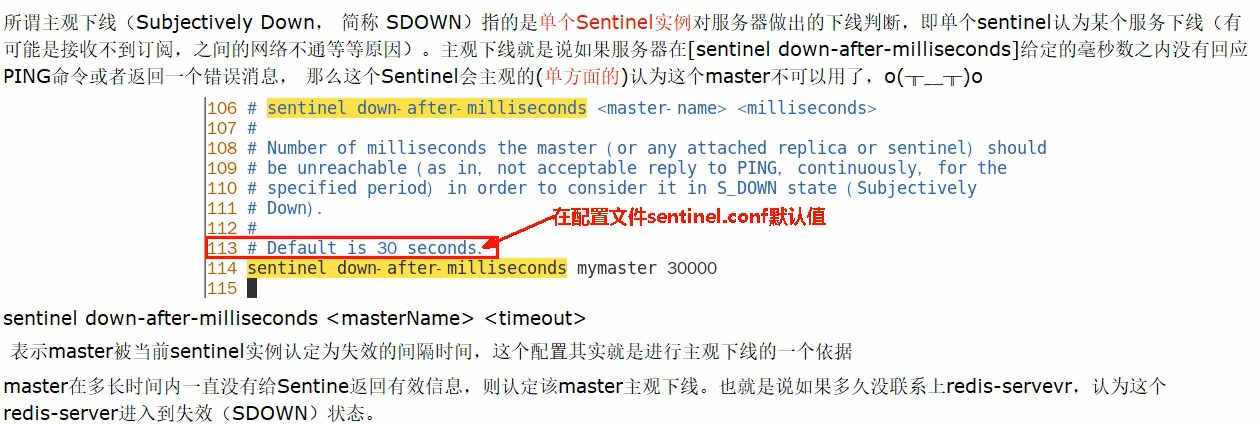 所谓主观下线（Subjectively Down， 简称 SDOWN）指的是单个Sentinel实例对服务器做出的下线判断，即单个sentinel认为某个服务下线（有
可能是接收不到订阅，之间的网络不通等等原因）。主观下线就是说如果服务器在[sentinel down-after-milliseconds]给定的毫秒数之内没有回应
PING命令或者返回一个错误消息， 那么这个Sentinel会主观的(单方面的)认为这个master不可以用了，o(╥﹏╥)o
106 # sentinel down-after-milliseconds <master-name> <milliseconds>
107 #
108 # Number of milliseconds the master (or any attached replica or sentinel) should
109 # be unreachable (as in, not acceptable reply to PING, continuously, for the
110 # specified period) in order to consider it in S_DOWN state (Subjectively
111 # Down).
112 #
在配置文件sentinel.conf默认值
113 # Default is 30 seconds.
114 sentinel down-after-milliseconds mymaster 30000
115
sentinel down-after-milliseconds <masterName> <timeout>
表示master被当前sentinel实例认定为失效的间隔时间，这个配置其实就是进行主观下线的一个依据
master在多长时间内一直没有给Sentine返回有效信息，则认定该master主观下线。也就是说如果多久没联系上redis-servevr，认为这个
redis-server进入到失效（SDOWN）状态。